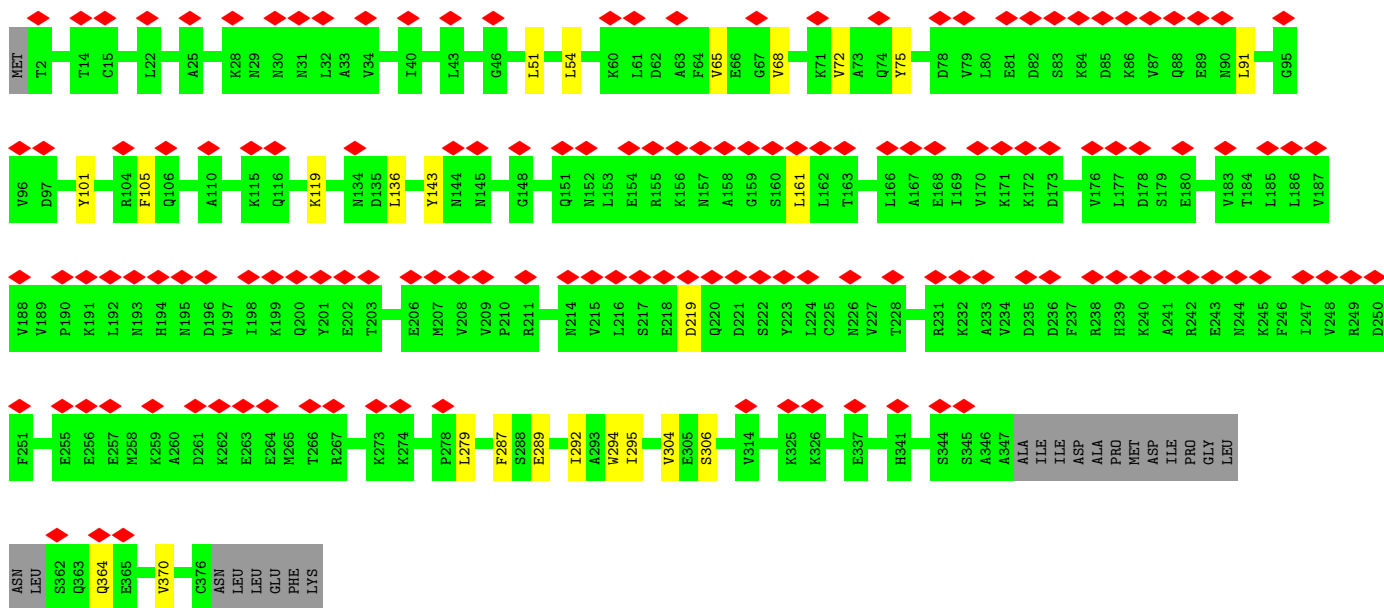 MET T2 T14 C15 L22 A25 K28 N29 N30 N31 L32 A33 V34 I40 L43 G46 L51 L54 K60 L61 D62 A63 F64 V65 E66 G67 V68 K71 V72 A73 Q74 Y75 D78 V79 L80 E81 D82 S83 K84 D85 K86 V87 Q88 E89 N90 L91 G95
V96 D97 Y101 R104 F105 Q106 A110 K115 Q116 K119 N134 D135 L136 Y143 N144 N145 G148 Q151 N152 L153 E154 R155 K156 N157 A158 G159 S160 L161 L162 T163 L166 A167 E168 I169 V170 K171 K172 D173 V176 L177 D178 S179 E180 V183 T184 L185 L186 V187
V188 V189 P190 K191 L192 N193 H194 N195 D196 W197 I198 K199 Q200 Y201 E202 T203 E206 M207 V208 V209 P210 R211 N214 V215 L216 S217 E218 D219 Q220 D221 S222 Y223 L224 C225 N226 V227 T228 R231 K232 A233 V234 D235 D236 F237 R238 H239 K240 A241 R242 E243 N244 K245 F246 I247 V248 R249 D250
F251 E255 E256 E257 M258 K259 A260 D261 K262 E263 E264 M265 T266 R267 K273 K274 P278 L279 F287 S288 E289 I292 A293 W294 I295 V304 E305 S306 V314 K325 K326 E337 H341 S344 S345 A346 A347 ALA ILE ILE ASP ALA PRO MET ASP ILE PRO GLY LEU
ASN LEU S362 Q363 Q364 E365 V370 C376 ASN LEU LEU GLU PHE LYS